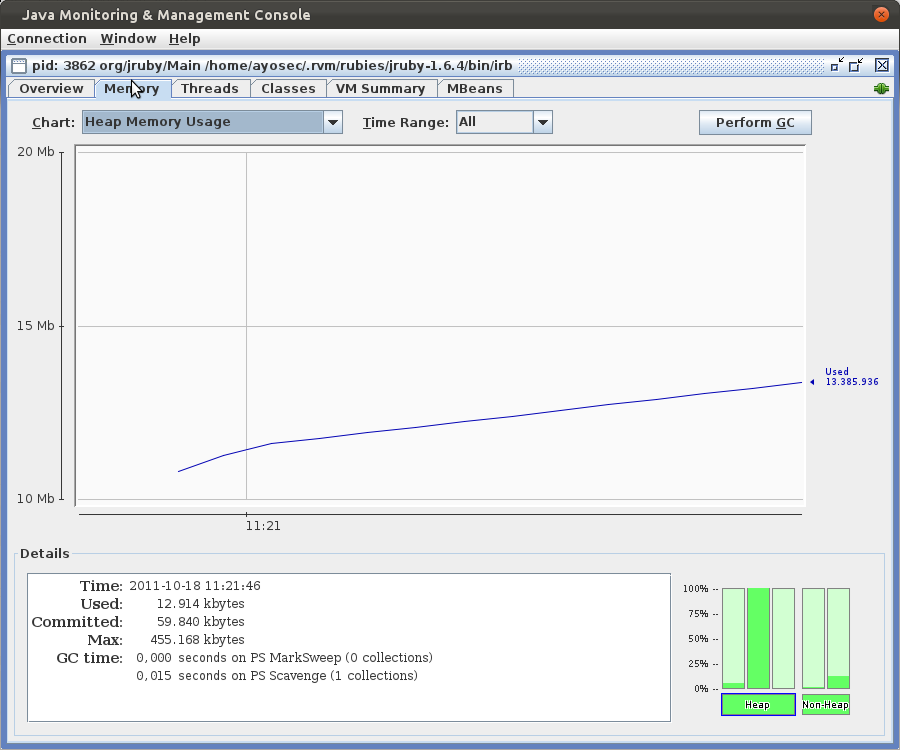 Java Monitoring & Management Console
Connection Window Help
pid: 3862 org/jruby/Main /home/ayosec/.rvm/rubies/jruby-1.6.4/bin/irb
Overview Memory Threads Classes VM Summary MBeans
Chart: Heap Memory Usage Time Range: All Perform GC
20 Mb
15 Mb
Used
13.385.936
10 Mb
11:21
Details
Time: 2011-10-18 11:21:46
Used: 12.914 kbytes
Committed: 59.840 kbytes
Max: 455.168 kbytes
GC time: 0,000 seconds on PS MarkSweep (0 collections)
0,015 seconds on PS Scavenge (1 collections)
100% --
75% --
50% --
25% --
0% --
Heap Non-Heap